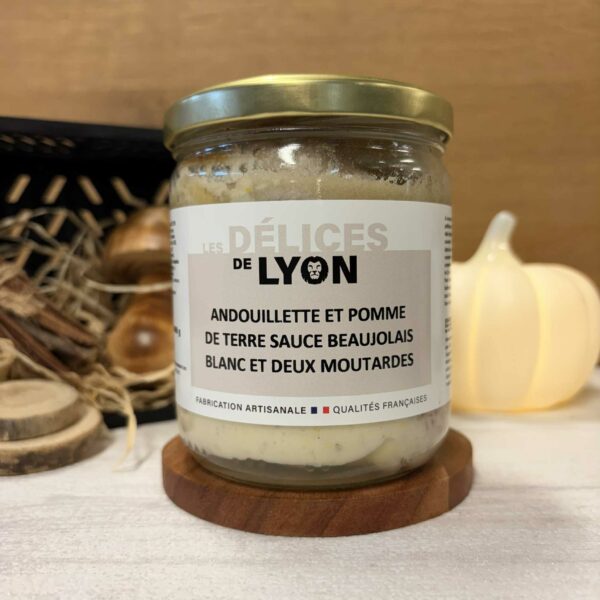 LES DÉLICES
DE LYON
ANDOUILLETTE ET POMME
DE TERRE SAUCE BEAUJOLAIS
BLANC ET DEUX MOUTARDES
FABRICATION ARTISANALE QUALITÉS FRANÇAISES